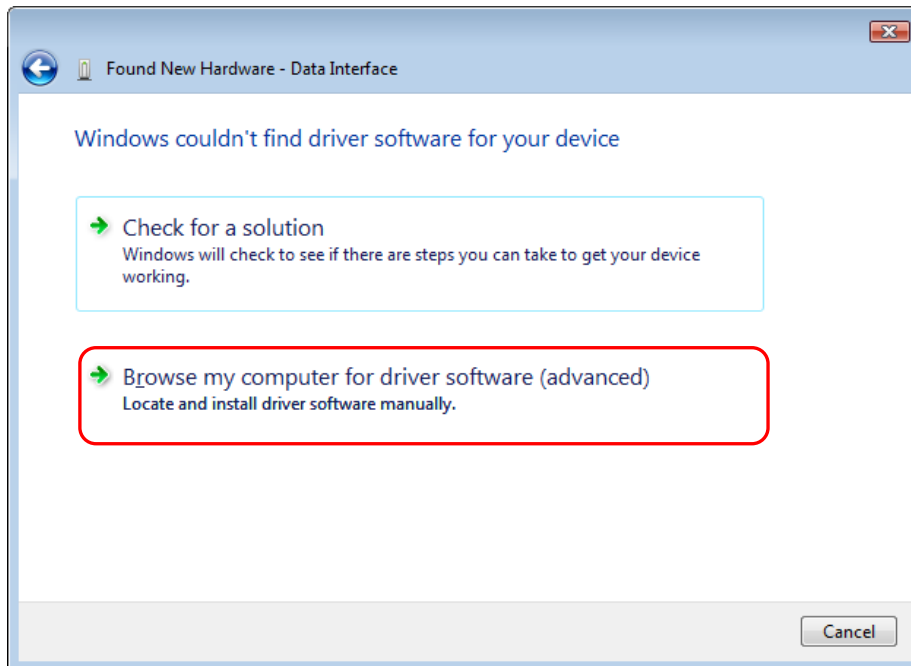 Found New Hardware - Data Interface
Windows couldn't find driver software for your device
Check for a solution
Windows will check to see if there are steps you can take to get your device
working.
Browse my computer for driver software (advanced)
Locate and install driver software manually.
Cancel